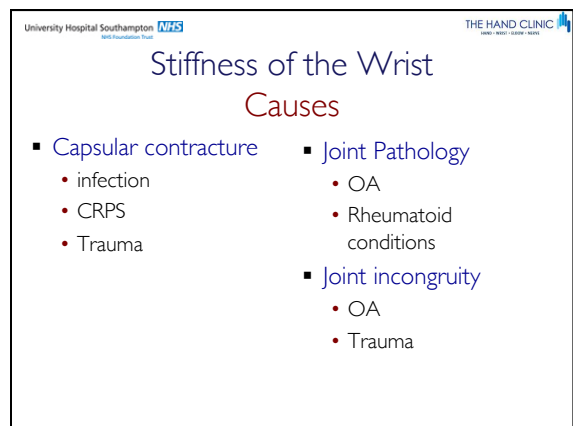 University Hospital Southampton NHS
NHS Foundation Trust
THE HAND CLINIC
HAND • WRIST • ELBOW • NERVE
Stiffness of the Wrist
Causes
▪ Capsular contracture
• infection
• CRPS
• Trauma
▪ Joint Pathology
• OA
• Rheumatoid
conditions
▪ Joint incongruity
• OA
• Trauma